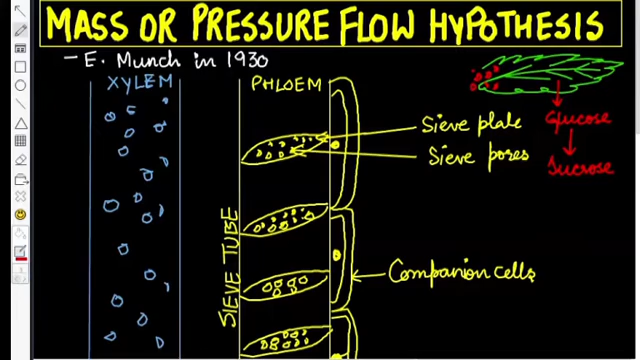 MASS OR PRESSURE FLOW HYPOTHESIS
- E. Munch in 1930
XYLEM
PHLOEM
Sieve plate
Sieve pores
Glucose
Sucrose
SIEVE TUBE
Companion cells